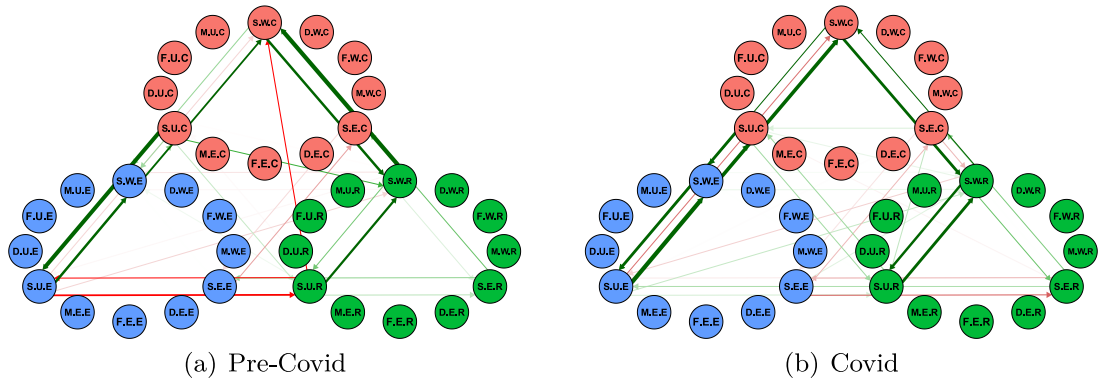 S.W.C
M.U.C
D.W.C
F.U.C
F.W.C
D.U.C
M.W.C
S.U.C
S.E.C
M.E.C
F.E.C
D.E.C
S.W.E
S.W.R
M.U.E
D.W.E
M.U.R
D.W.R
F.U.E
F.W.E
F.U.R
F.W.R
D.U.E
M.W.E
D.U.R
M.W.R
S.U.E
S.E.E
S.U.R
S.E.R
M.E.E
F.E.E
D.E.E
M.E.R
F.E.R
D.E.R
(a) Pre-Covid
S.W.C
M.U.C
D.W.C
F.U.C
F.W.C
D.U.C
M.W.C
S.U.C
S.E.C
M.E.C
F.E.C
D.E.C
S.W.E
S.W.R
M.U.E
D.W.E
M.U.R
D.W.R
F.U.E
F.W.E
F.U.R
F.W.R
D.U.E
M.W.E
D.U.R
M.W.R
S.U.E
S.E.E
S.U.R
S.E.R
M.E.E
F.E.E
D.E.E
M.E.R
F.E.R
D.E.R
(b) Covid